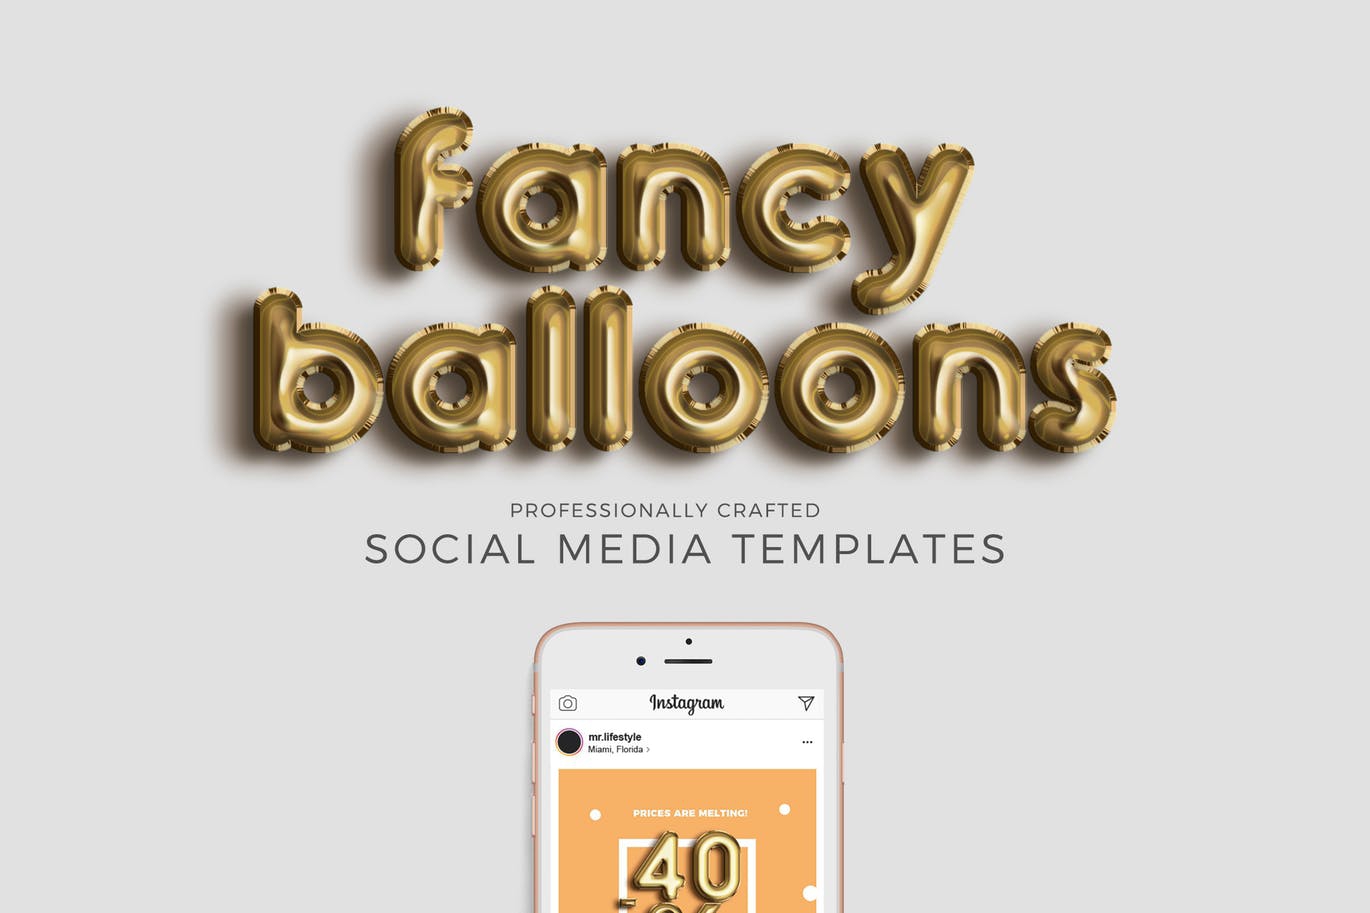 fancy
balloons
PROFESSIONALLY CRAFTED
SOCIAL MEDIA TEMPLATES
Instagram
mr.lifestyle
Miami, Florida >
PRICES ARE MELTING!
40